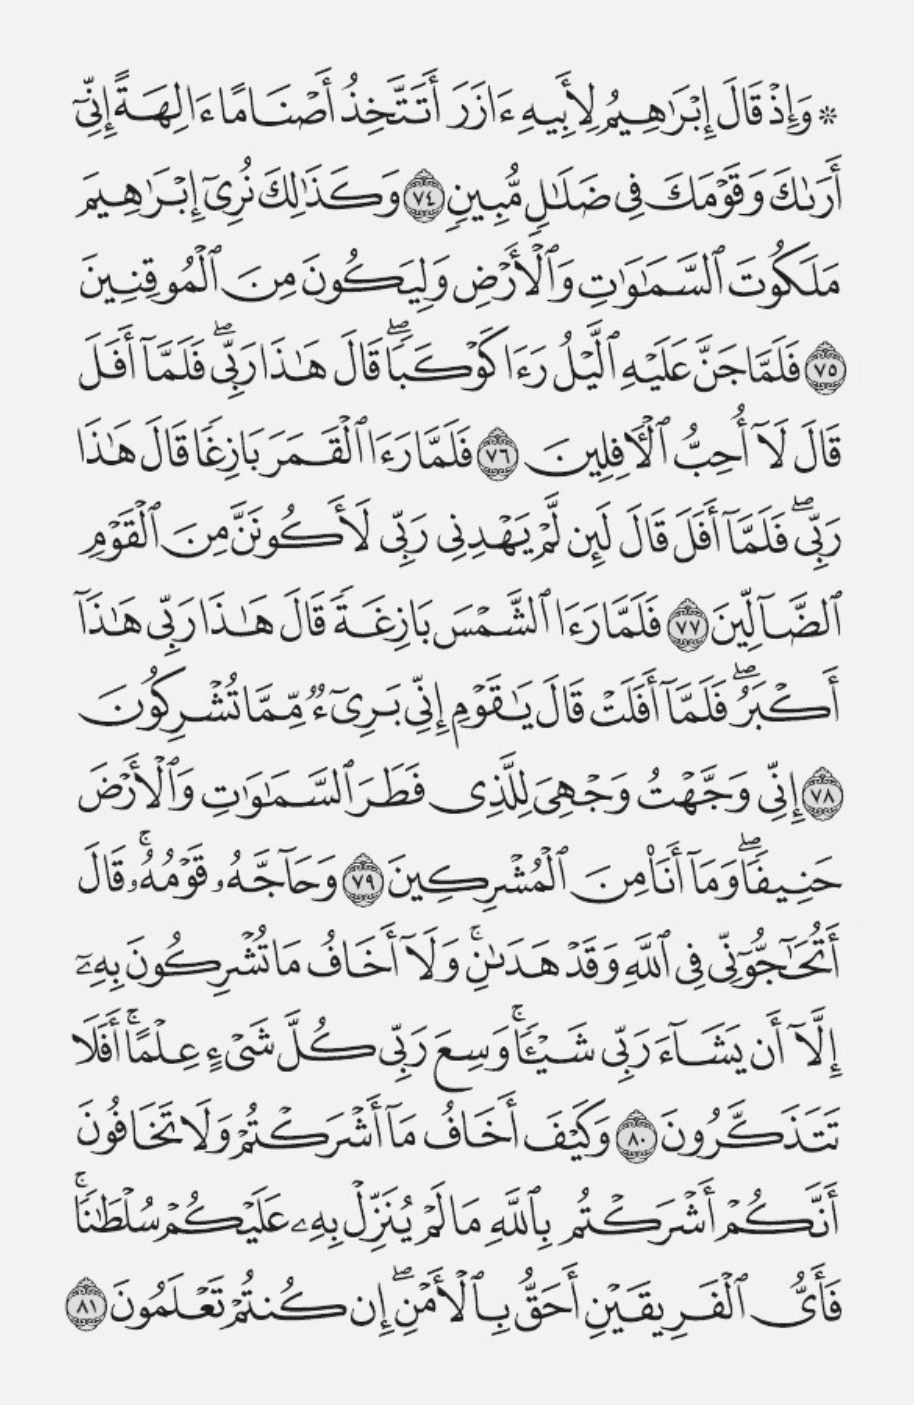 ۞ وَإِذْ قَالَ إِبْرَٰهِيمُ لِأَبِيهِ ءَازَرَ أَتَتَّخِذُ أَصْنَامًا ءَالِهَةً إِنِّىٓ
أَرَىٰكَ وَقَوْمَكَ فِى ضَلَٰلٍ مُّبِينٍ ٧٤ وَكَذَٰلِكَ نُرِىٓ إِبْرَٰهِيمَ
مَلَكُوتَ ٱلسَّمَٰوَٰتِ وَٱلْأَرْضِ وَلِيَكُونَ مِنَ ٱلْمُوقِنِينَ
٧٥ فَلَمَّا جَنَّ عَلَيْهِ ٱلَّيْلُ رَءَا كَوْكَبًا ۖ قَالَ هَٰذَا رَبِّى ۖ فَلَمَّآ أَفَلَ
قَالَ لَآ أُحِبُّ ٱلْـَٔافِلِينَ ٧٦ فَلَمَّا رَءَا ٱلْقَمَرَ بَازِغًا قَالَ هَٰذَا
رَبِّى ۖ فَلَمَّآ أَفَلَ قَالَ لَئِن لَّمْ يَهْدِنِى رَبِّى لَأَكُونَنَّ مِنَ ٱلْقَوْمِ
ٱلضَّآلِّينَ ٧٧ فَلَمَّا رَءَا ٱلشَّمْسَ بَازِغَةً قَالَ هَٰذَا رَبِّى هَٰذَآ
أَكْبَرُ ۖ فَلَمَّآ أَفَلَتْ قَالَ يَٰقَوْمِ إِنِّى بَرِىٓءٌ مِّمَّا تُشْرِكُونَ
٧٨ إِنِّى وَجَّهْتُ وَجْهِىَ لِلَّذِى فَطَرَ ٱلسَّمَٰوَٰتِ وَٱلْأَرْضَ
حَنِيفًا ۖ وَمَآ أَنَا۠ مِنَ ٱلْمُشْرِكِينَ ٧٩ وَحَآجَّهُۥ قَوْمُهُۥ ۚ قَالَ
أَتُحَٰٓجُّوٓنِّى فِى ٱللَّهِ وَقَدْ هَدَىٰنِ ۚ وَلَآ أَخَافُ مَا تُشْرِكُونَ بِهِۦٓ
إِلَّآ أَن يَشَآءَ رَبِّى شَيْـًٔا ۗ وَسِعَ رَبِّى كُلَّ شَىْءٍ عِلْمًا ۗ أَفَلَا
تَتَذَكَّرُونَ ٨٠ وَكَيْفَ أَخَافُ مَآ أَشْرَكْتُمْ وَلَا تَخَافُونَ
أَنَّكُمْ أَشْرَكْتُم بِٱللَّهِ مَا لَمْ يُنَزِّلْ بِهِۦ عَلَيْكُمْ سُلْطَٰنًا ۚ
فَأَىُّ ٱلْفَرِيقَيْنِ أَحَقُّ بِٱلْأَمْنِ ۖ إِن كُنتُمْ تَعْلَمُونَ ٨١